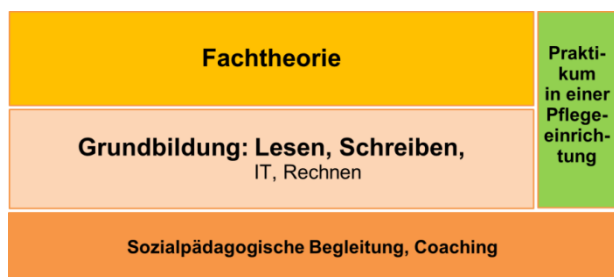 Fachtheorie
Grundbildung: Lesen, Schreiben,
IT, Rechnen
Prakti-
kum
in einer
Pflege-
einrich-
tung
Sozialpädagogische Begleitung, Coaching